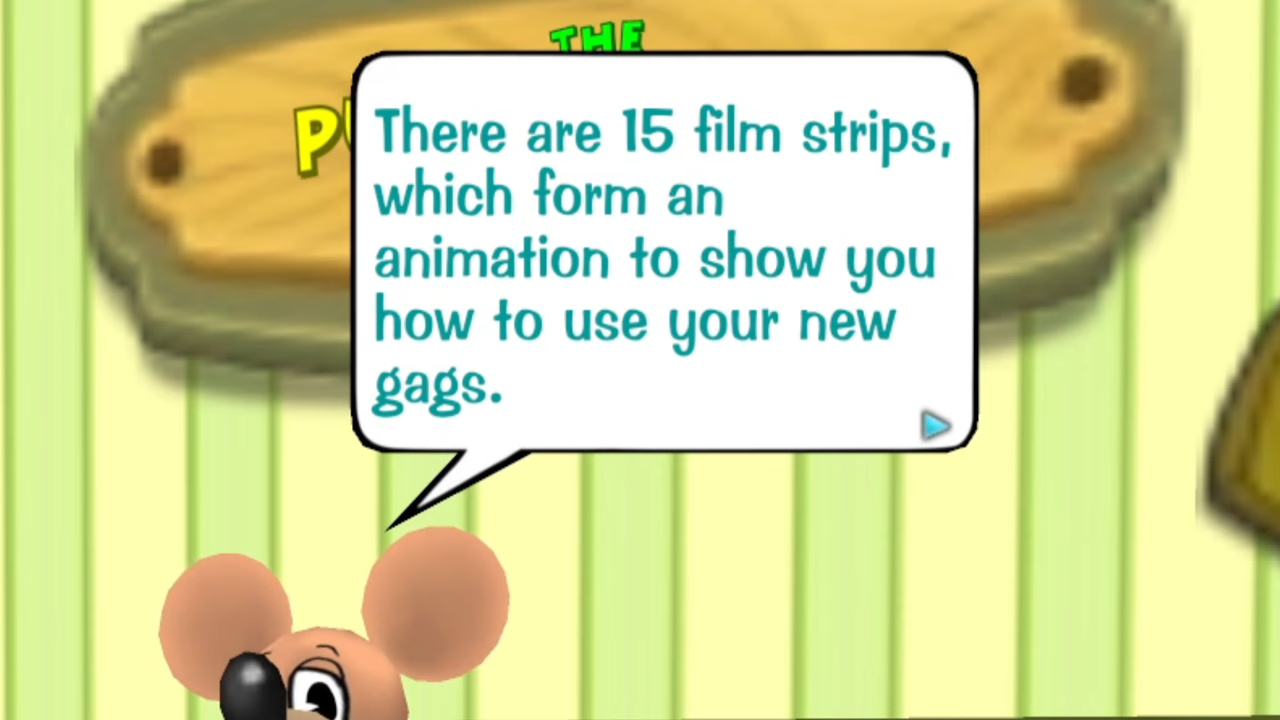 THE
There are 15 film strips,
which form an
animation to show you
how to use your new
gags.